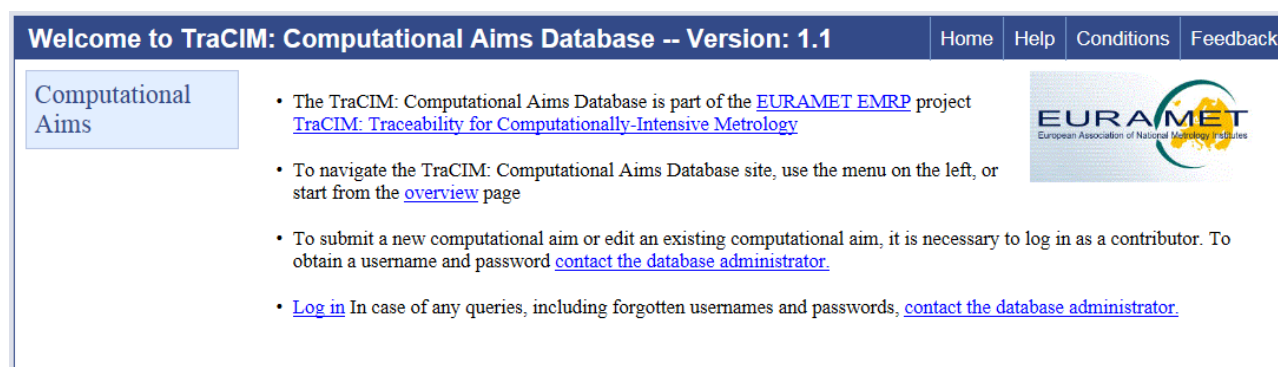 Welcome to TraCIM: Computational Aims Database -- Version: 1.1
Home
Help
Conditions
Feedback
Computational
Aims
• The TraCIM: Computational Aims Database is part of the EURAMET EMRP project
TraCIM: Traceability for Computationally-Intensive Metrology
EURAMET
European Association of National Metrology Institutes
• To navigate the TraCIM: Computational Aims Database site, use the menu on the left, or
start from the overview page
• To submit a new computational aim or edit an existing computational aim, it is necessary to log in as a contributor. To
obtain a username and password contact the database administrator.
• Log in In case of any queries, including forgotten usernames and passwords, contact the database administrator.